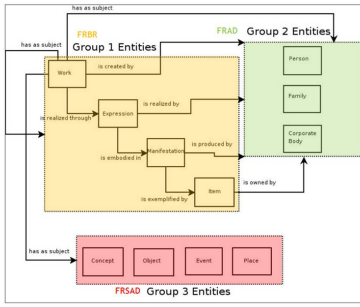 has as subject
FRBR
FRAD
Group 2 Entities
has as subject
Group 1 Entities
Work
is created by
Person
Expression
is realized by
Family
is realized through
Manifestation
is produced by
Corporate
Body
is embodied in
Item
is owned by
is exemplified by
has as subject
Concept
Object
Event
Place
FRSAD Group 3 Entities